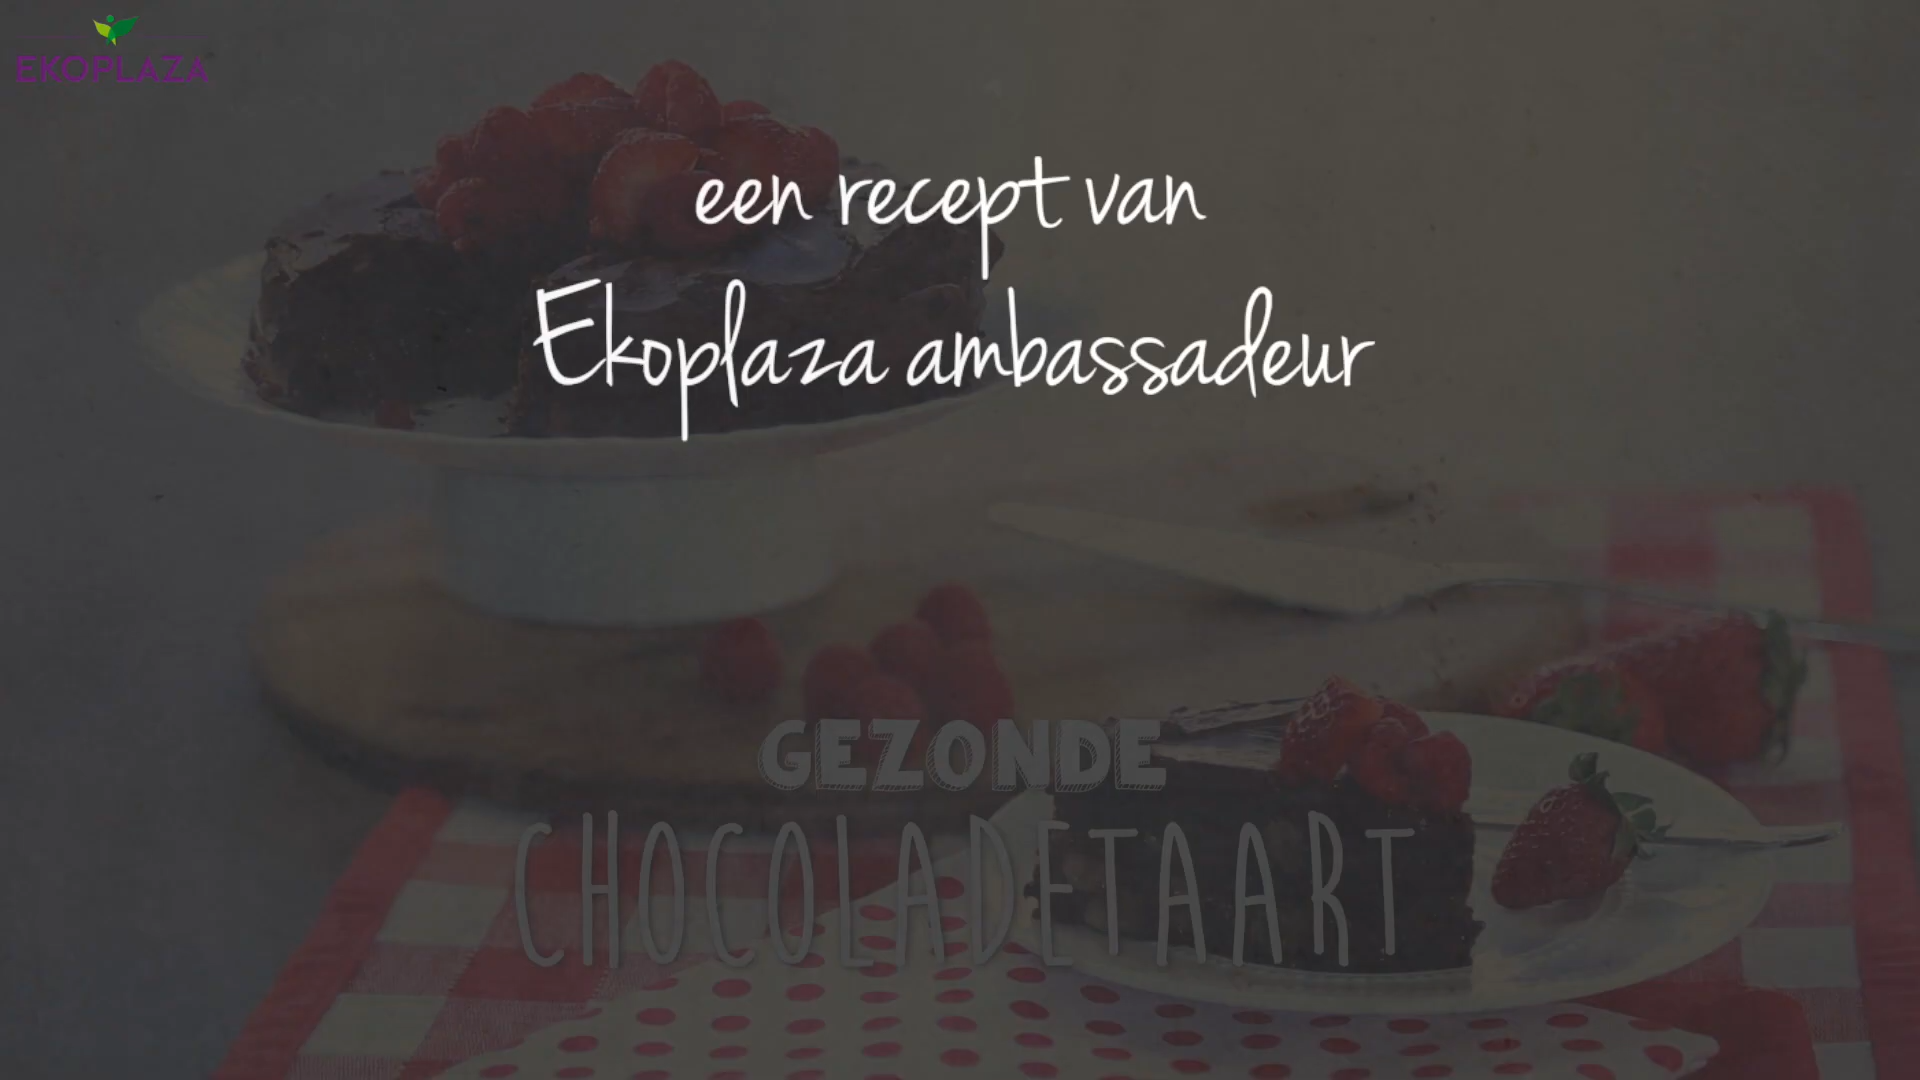 EKOPLAZA
een recept van
Ekoplaza ambassadeur
GEZONDE
CHOCOLADETAART